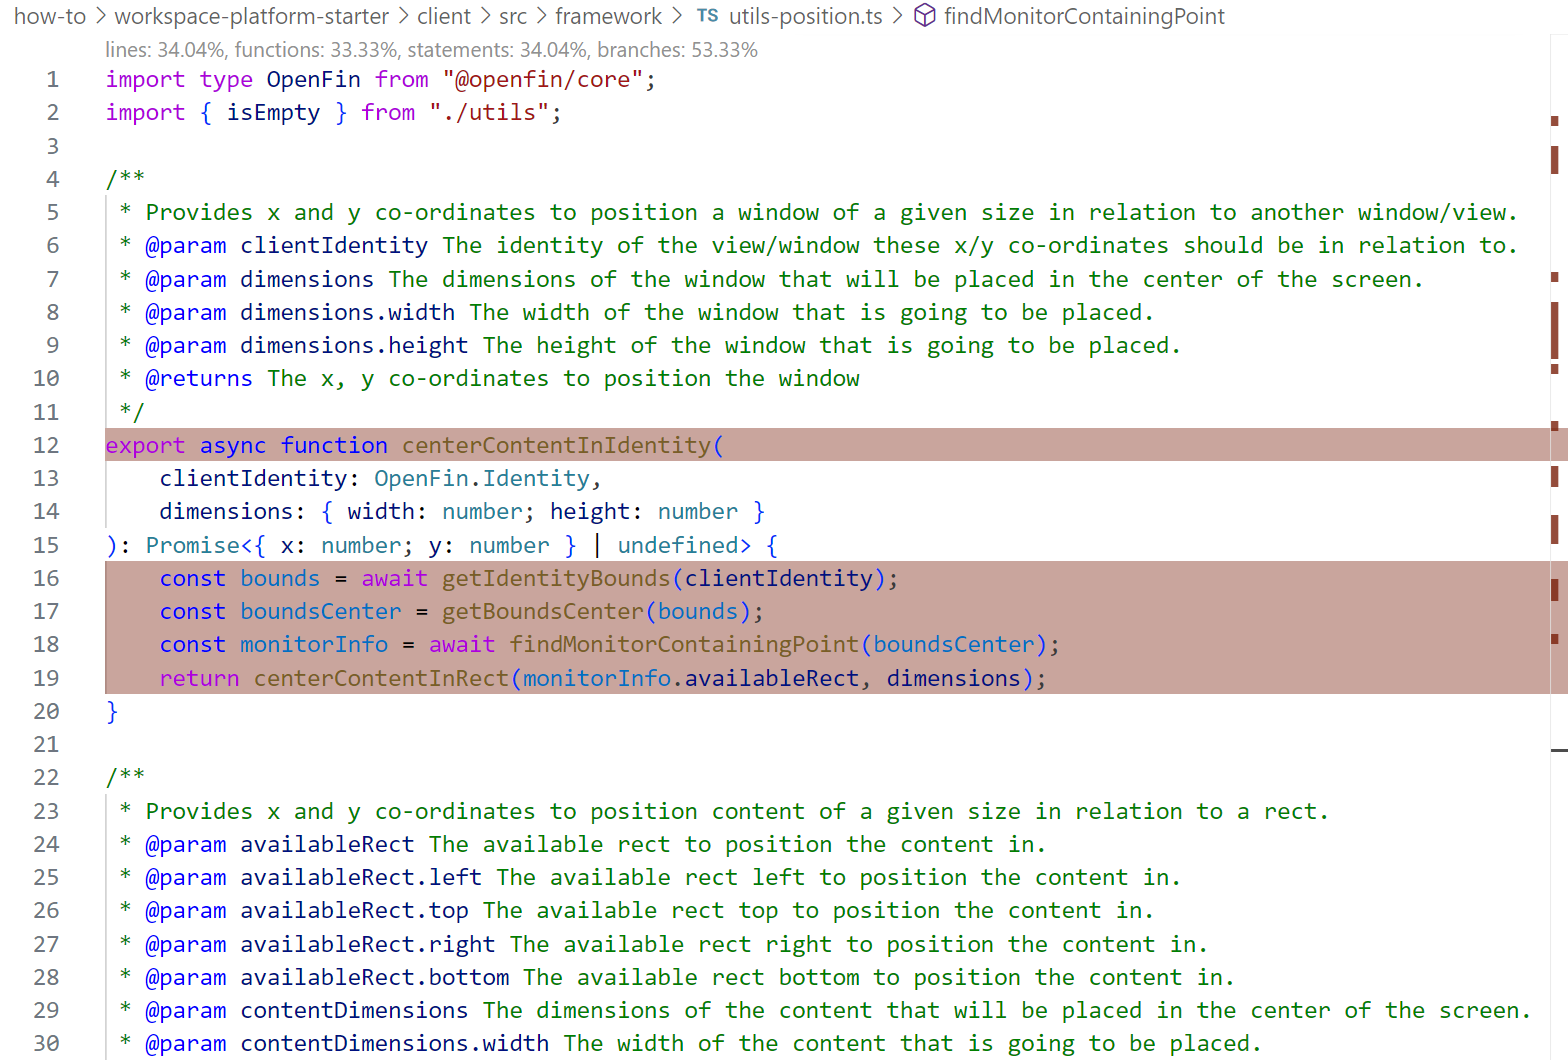 how-to > workspace-platform-starter > client > src > framework > TS utils-position.ts > findMonitorContainingPoint
lines: 34.04%, functions: 33.33%, statements: 34.04%, branches: 53.33%
1 import type OpenFin from "@openfin/core";
2 import { isEmpty } from "./utils";
3
4 /**
5  * Provides x and y co-ordinates to position a window of a given size in relation to another window/view.
6  * @param clientIdentity The identity of the view/window these x/y co-ordinates should be in relation to.
7  * @param dimensions The dimensions of the window that will be placed in the center of the screen.
8  * @param dimensions.width The width of the window that is going to be placed.
9  * @param dimensions.height The height of the window that is going to be placed.
10  * @returns The x, y co-ordinates to position the window
11  */
12 export async function centerContentInIdentity(
13     clientIdentity: OpenFin.Identity,
14     dimensions: { width: number; height: number }
15 ): Promise<{ x: number; y: number } | undefined> {
16     const bounds = await getIdentityBounds(clientIdentity);
17     const boundsCenter = getBoundsCenter(bounds);
18     const monitorInfo = await findMonitorContainingPoint(boundsCenter);
19     return centerContentInRect(monitorInfo.availableRect, dimensions);
20 }
21
22 /**
23  * Provides x and y co-ordinates to position content of a given size in relation to a rect.
24  * @param availableRect The available rect to position the content in.
25  * @param availableRect.left The available rect left to position the content in.
26  * @param availableRect.top The available rect top to position the content in.
27  * @param availableRect.right The available rect right to position the content in.
28  * @param availableRect.bottom The available rect bottom to position the content in.
29  * @param contentDimensions The dimensions of the content that will be placed in the center of the screen.
30  * @param contentDimensions.width The width of the content that is going to be placed.